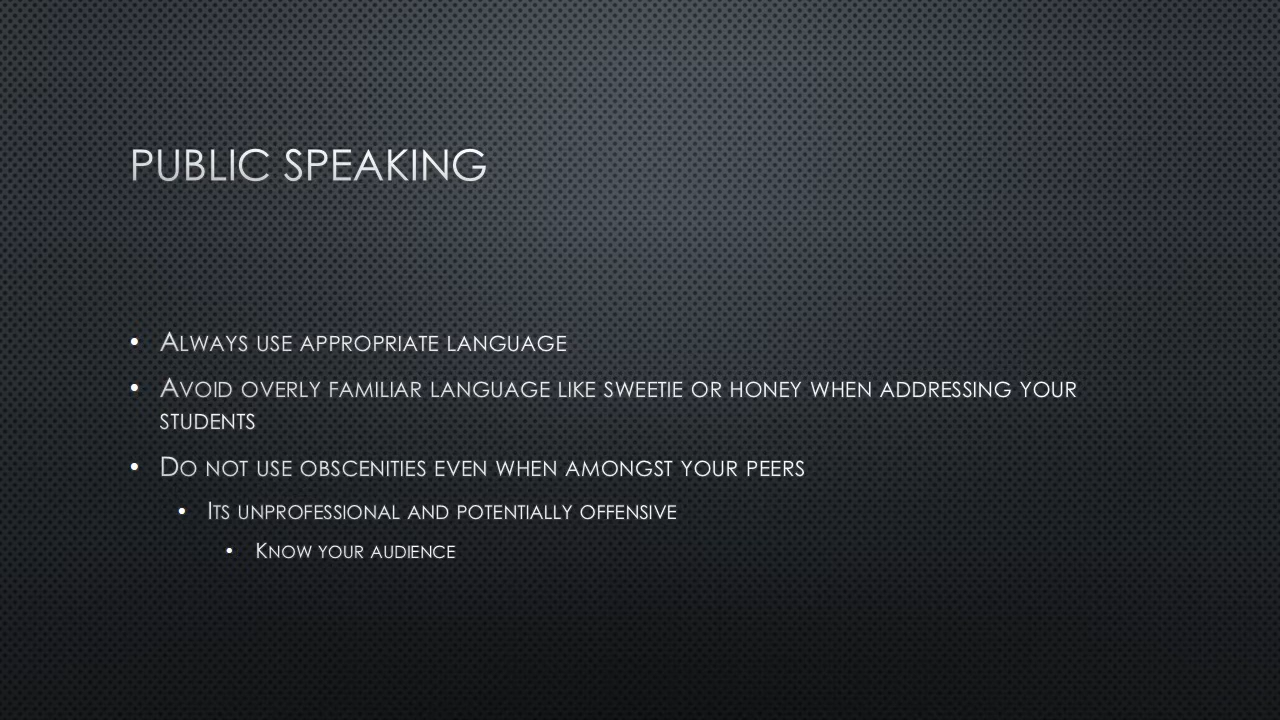 PUBLIC SPEAKING
• ALWAYS USE APPROPRIATE LANGUAGE
• AVOID OVERLY FAMILIAR LANGUAGE LIKE SWEETIE OR HONEY WHEN ADDRESSING YOUR
STUDENTS
• DO NOT USE OBSCENITIES EVEN WHEN AMONGST YOUR PEERS
• ITS UNPROFESSIONAL AND POTENTIALLY OFFENSIVE
• KNOW YOUR AUDIENCE